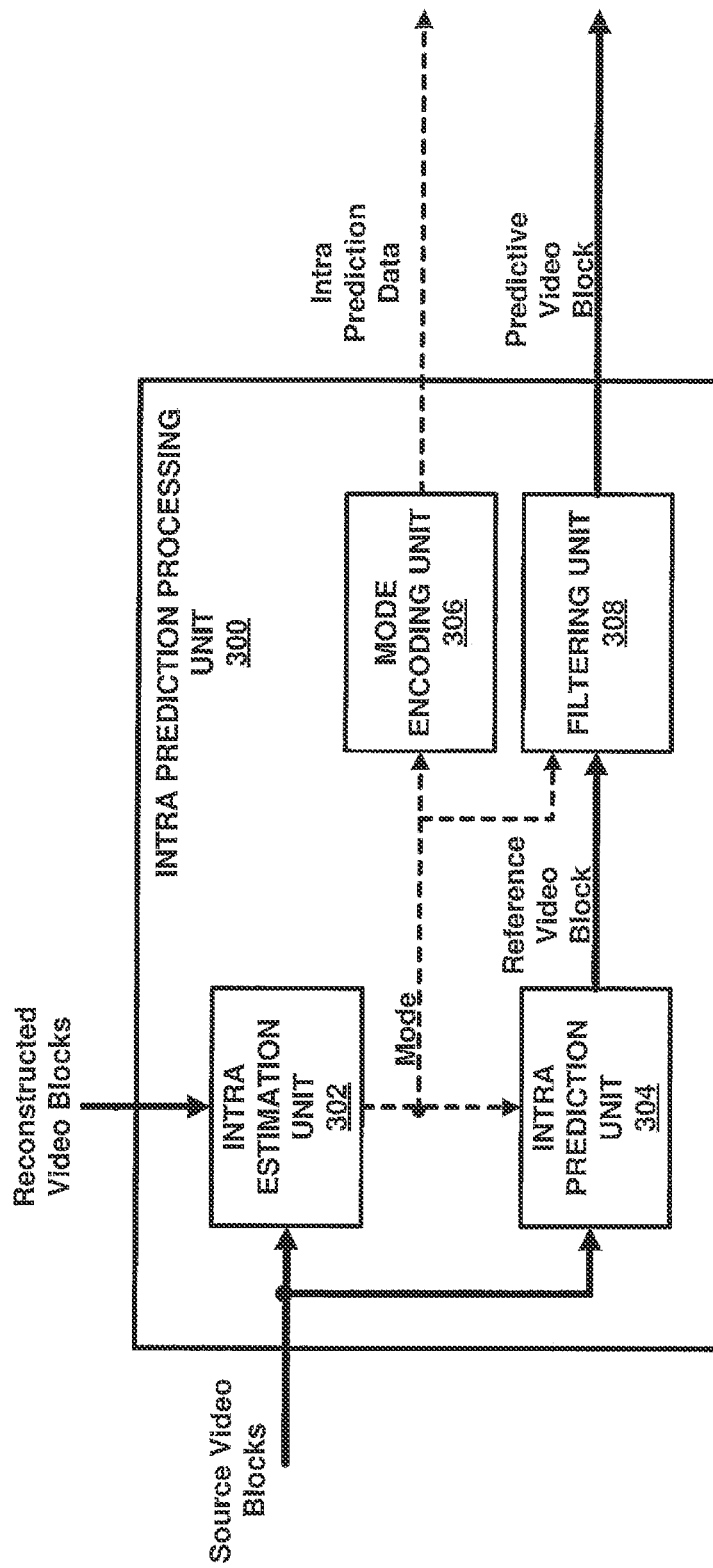 Reconstructed
Video Blocks
Source Video
Blocks
INTRA PREDICTION PROCESSING
UNIT
300
INTRA
ESTIMATION
UNIT
302
Mode
INTRA
PREDICTION
UNIT
304
Reference
Video
Block
MODE
ENCODING UNIT
306
FILTERING UNIT
308
Intra
Prediction
Data
Predictive
Video
Block